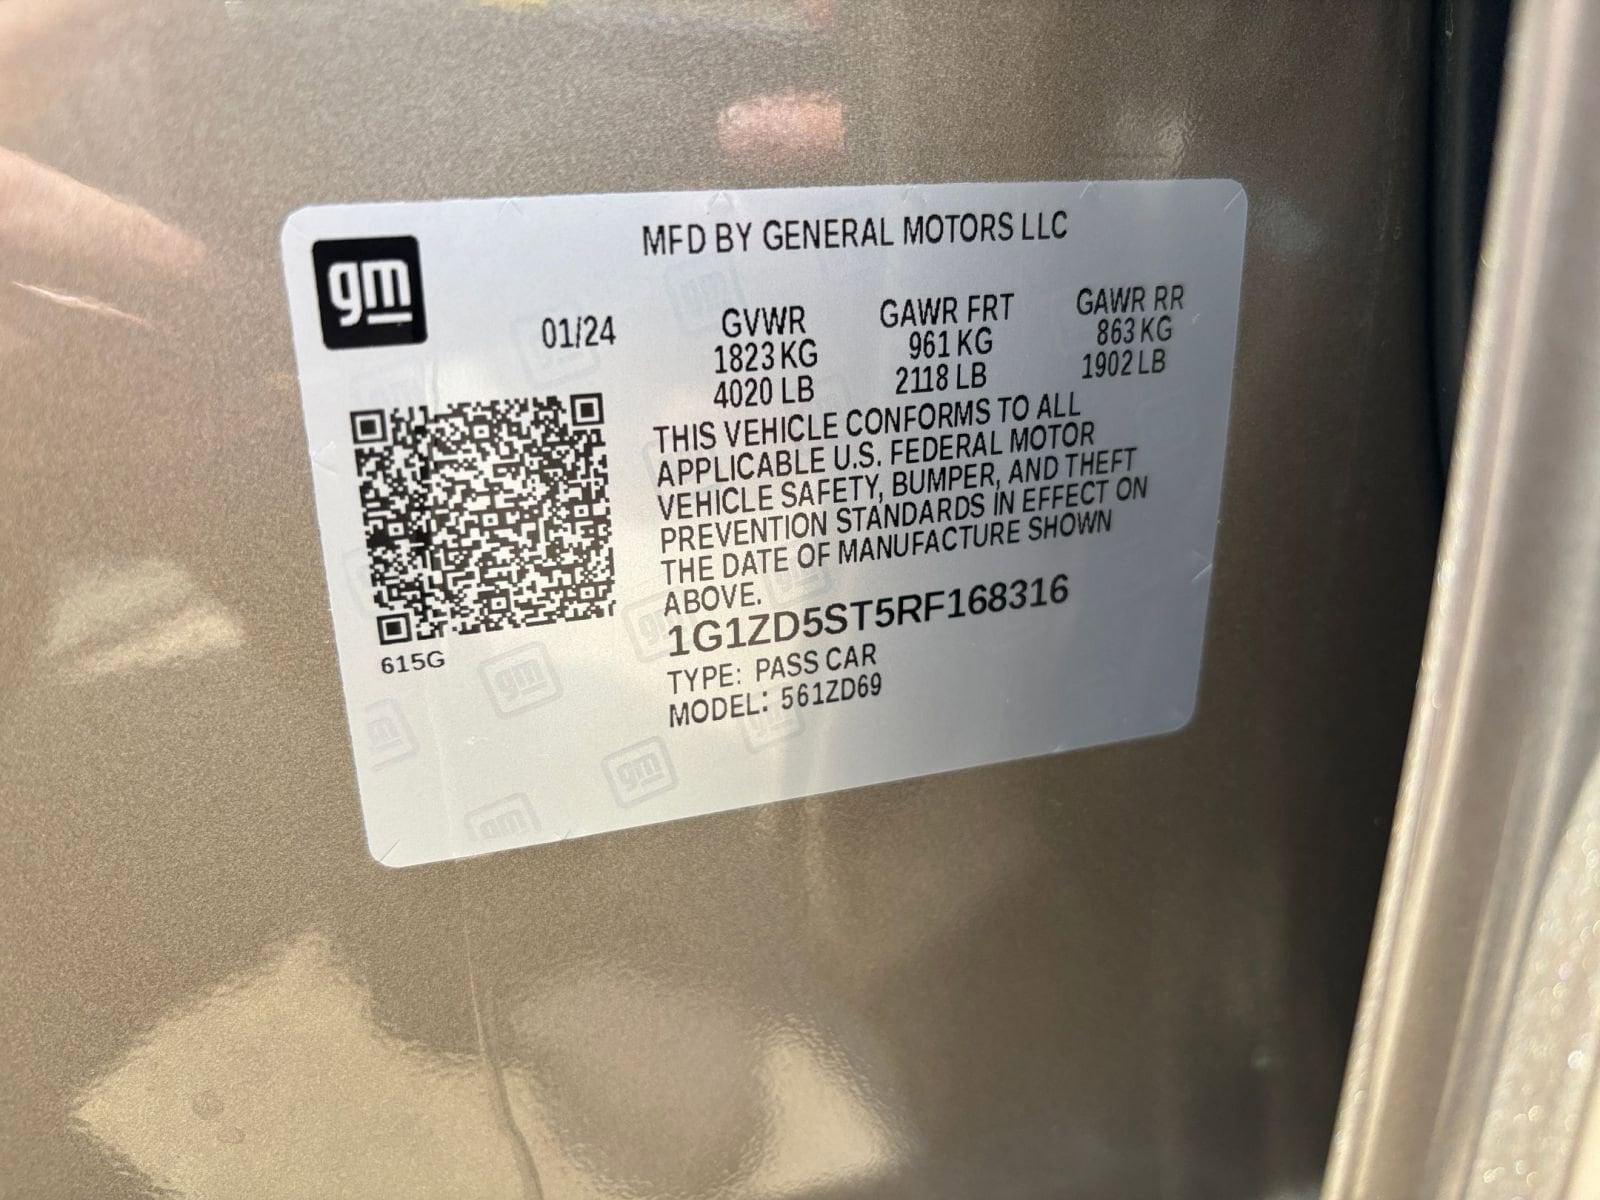 gm
MFD BY GENERAL MOTORS LLC
01/24
GVWR
1823 KG
4020 LB
GAWR FRT
961 KG
2118 LB
GAWR RR
863 KG
1902 LB
THIS VEHICLE CONFORMS TO ALL
APPLICABLE U.S. FEDERAL MOTOR
VEHICLE SAFETY, BUMPER, AND THEFT
PREVENTION STANDARDS IN EFFECT ON
THE DATE OF MANUFACTURE SHOWN
ABOVE.
1G1ZD5ST5RF168316
TYPE: PASS CAR
MODEL: 561ZD69
615G